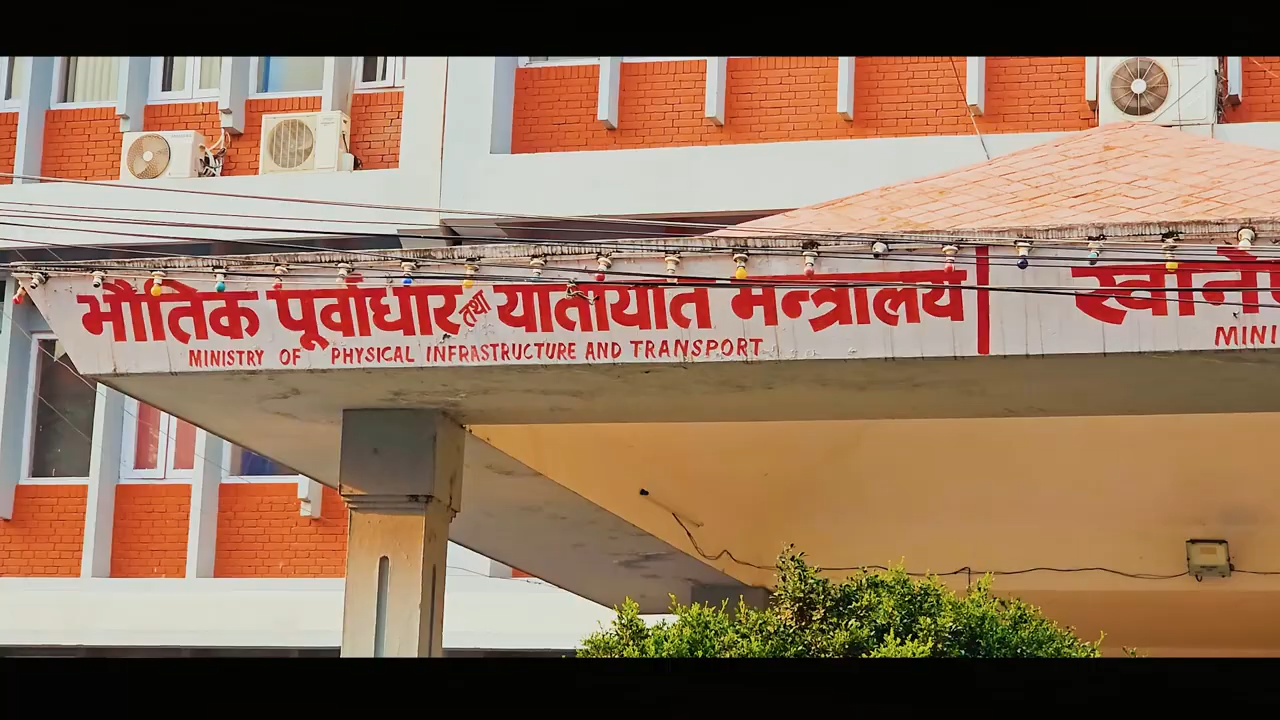 भौतिक पूर्वाधार तथा यातायात मन्त्रालय
MINISTRY OF PHYSICAL INFRASTRUCTURE AND TRANSPORT